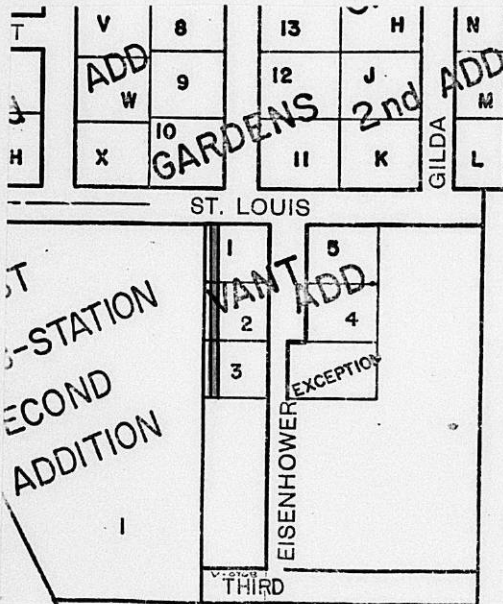 T V 8 13 H N
ADD W 9 12 J 2nd ADD M
H X 10 GARDENS 11 K GILDA L
ST. LOUIS
1 5
VANT ADD
2 4
3 EXCEPTION
-STATION
ADDITION
1
EISENHOWER
THIRD